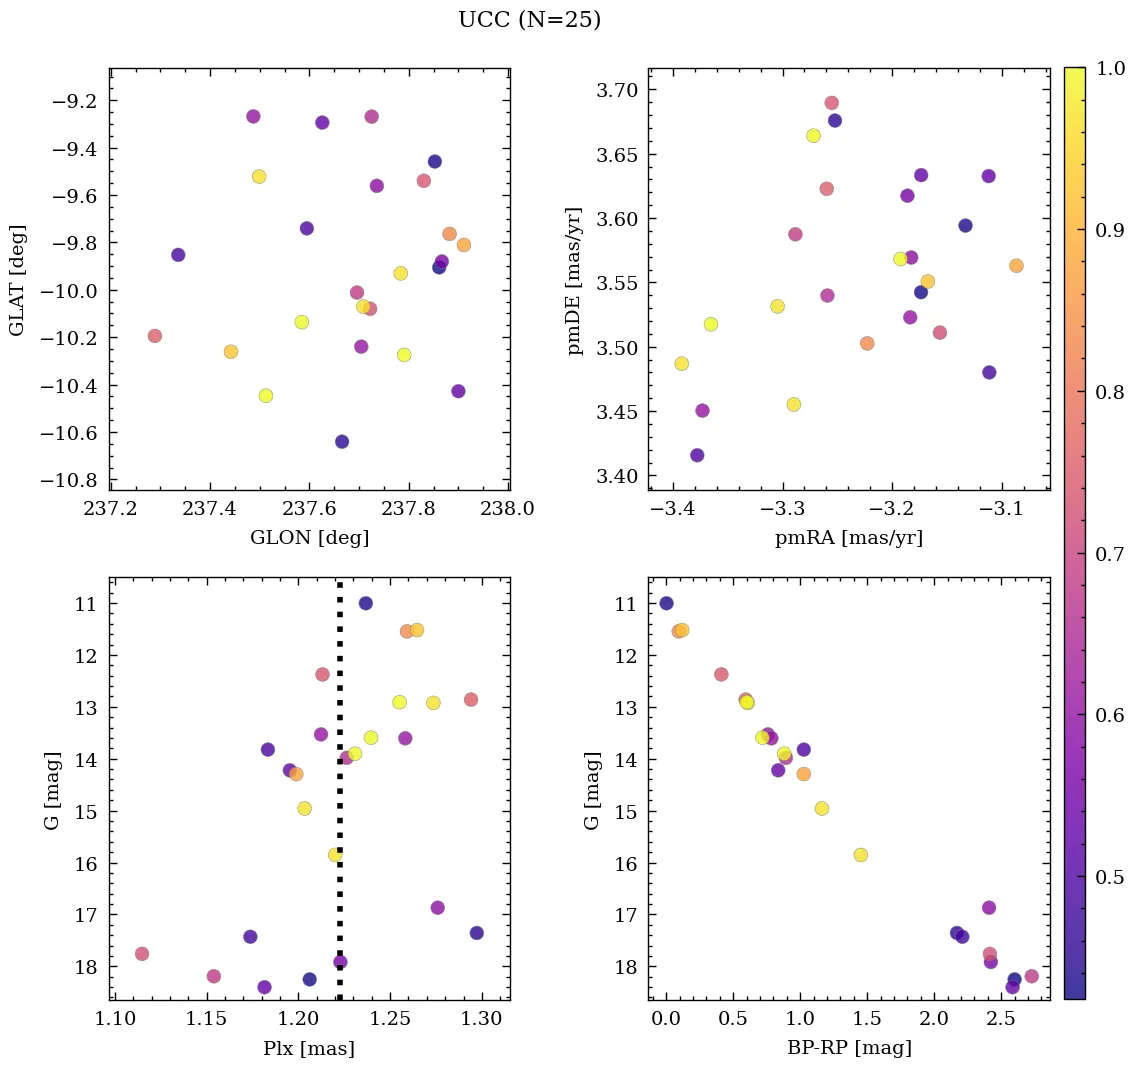 UCC (N=25)
−9.2
−9.4
−9.6
−9.8
−10.0
−10.2
−10.4
−10.6
−10.8
GLAT [deg]
237.2 237.4 237.6 237.8 238.0
GLON [deg]
3.70
3.65
3.60
3.55
3.50
3.45
3.40
pmDE [mas/yr]
−3.4 −3.3 −3.2 −3.1
pmRA [mas/yr]
11
12
13
14
15
16
17
18
G [mag]
1.10 1.15 1.20 1.25 1.30
Plx [mas]
11
12
13
14
15
16
17
18
G [mag]
0.0 0.5 1.0 1.5 2.0 2.5
BP-RP [mag]
1.0
0.9
0.8
0.7
0.6
0.5